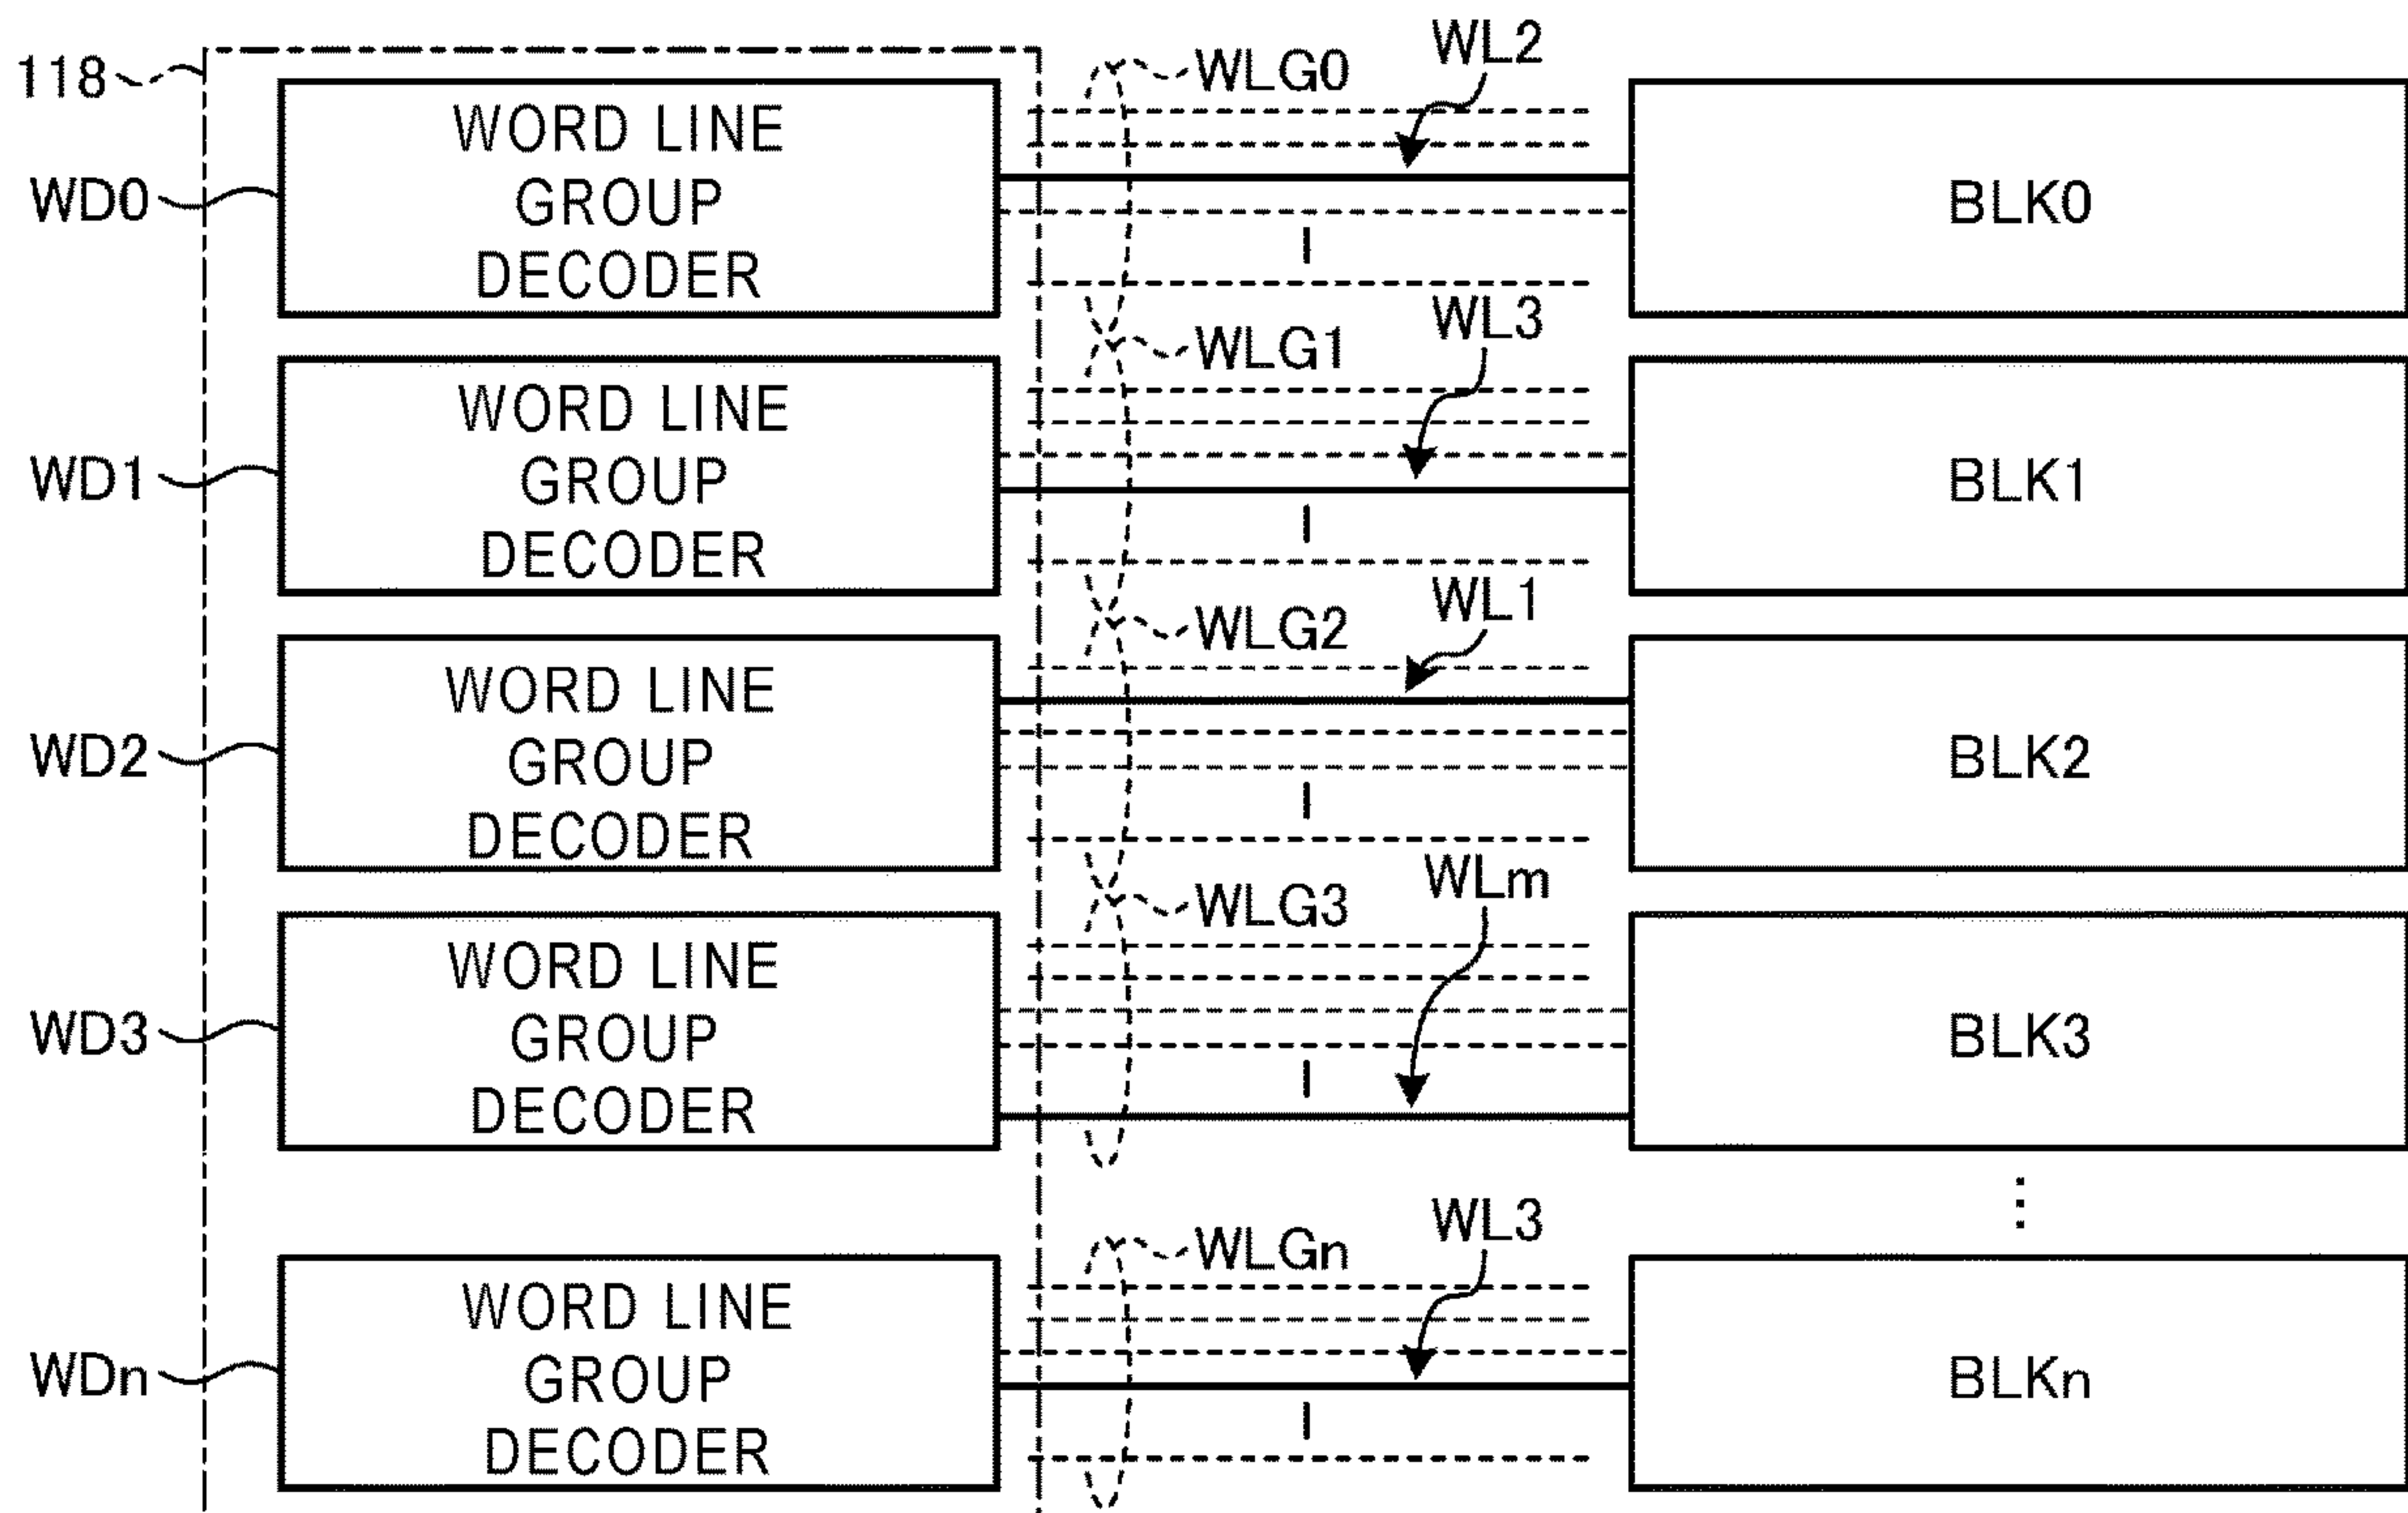 118
WLG0
WL2
WORD LINE
GROUP
DECODER
WD0
BLK0
WLG1
WL3
WORD LINE
GROUP
DECODER
WD1
BLK1
WLG2
WL1
WORD LINE
GROUP
DECODER
WD2
BLK2
WLG3
WLm
WORD LINE
GROUP
DECODER
WD3
BLK3
WLGn
WL3
WORD LINE
GROUP
DECODER
WDn
BLKn